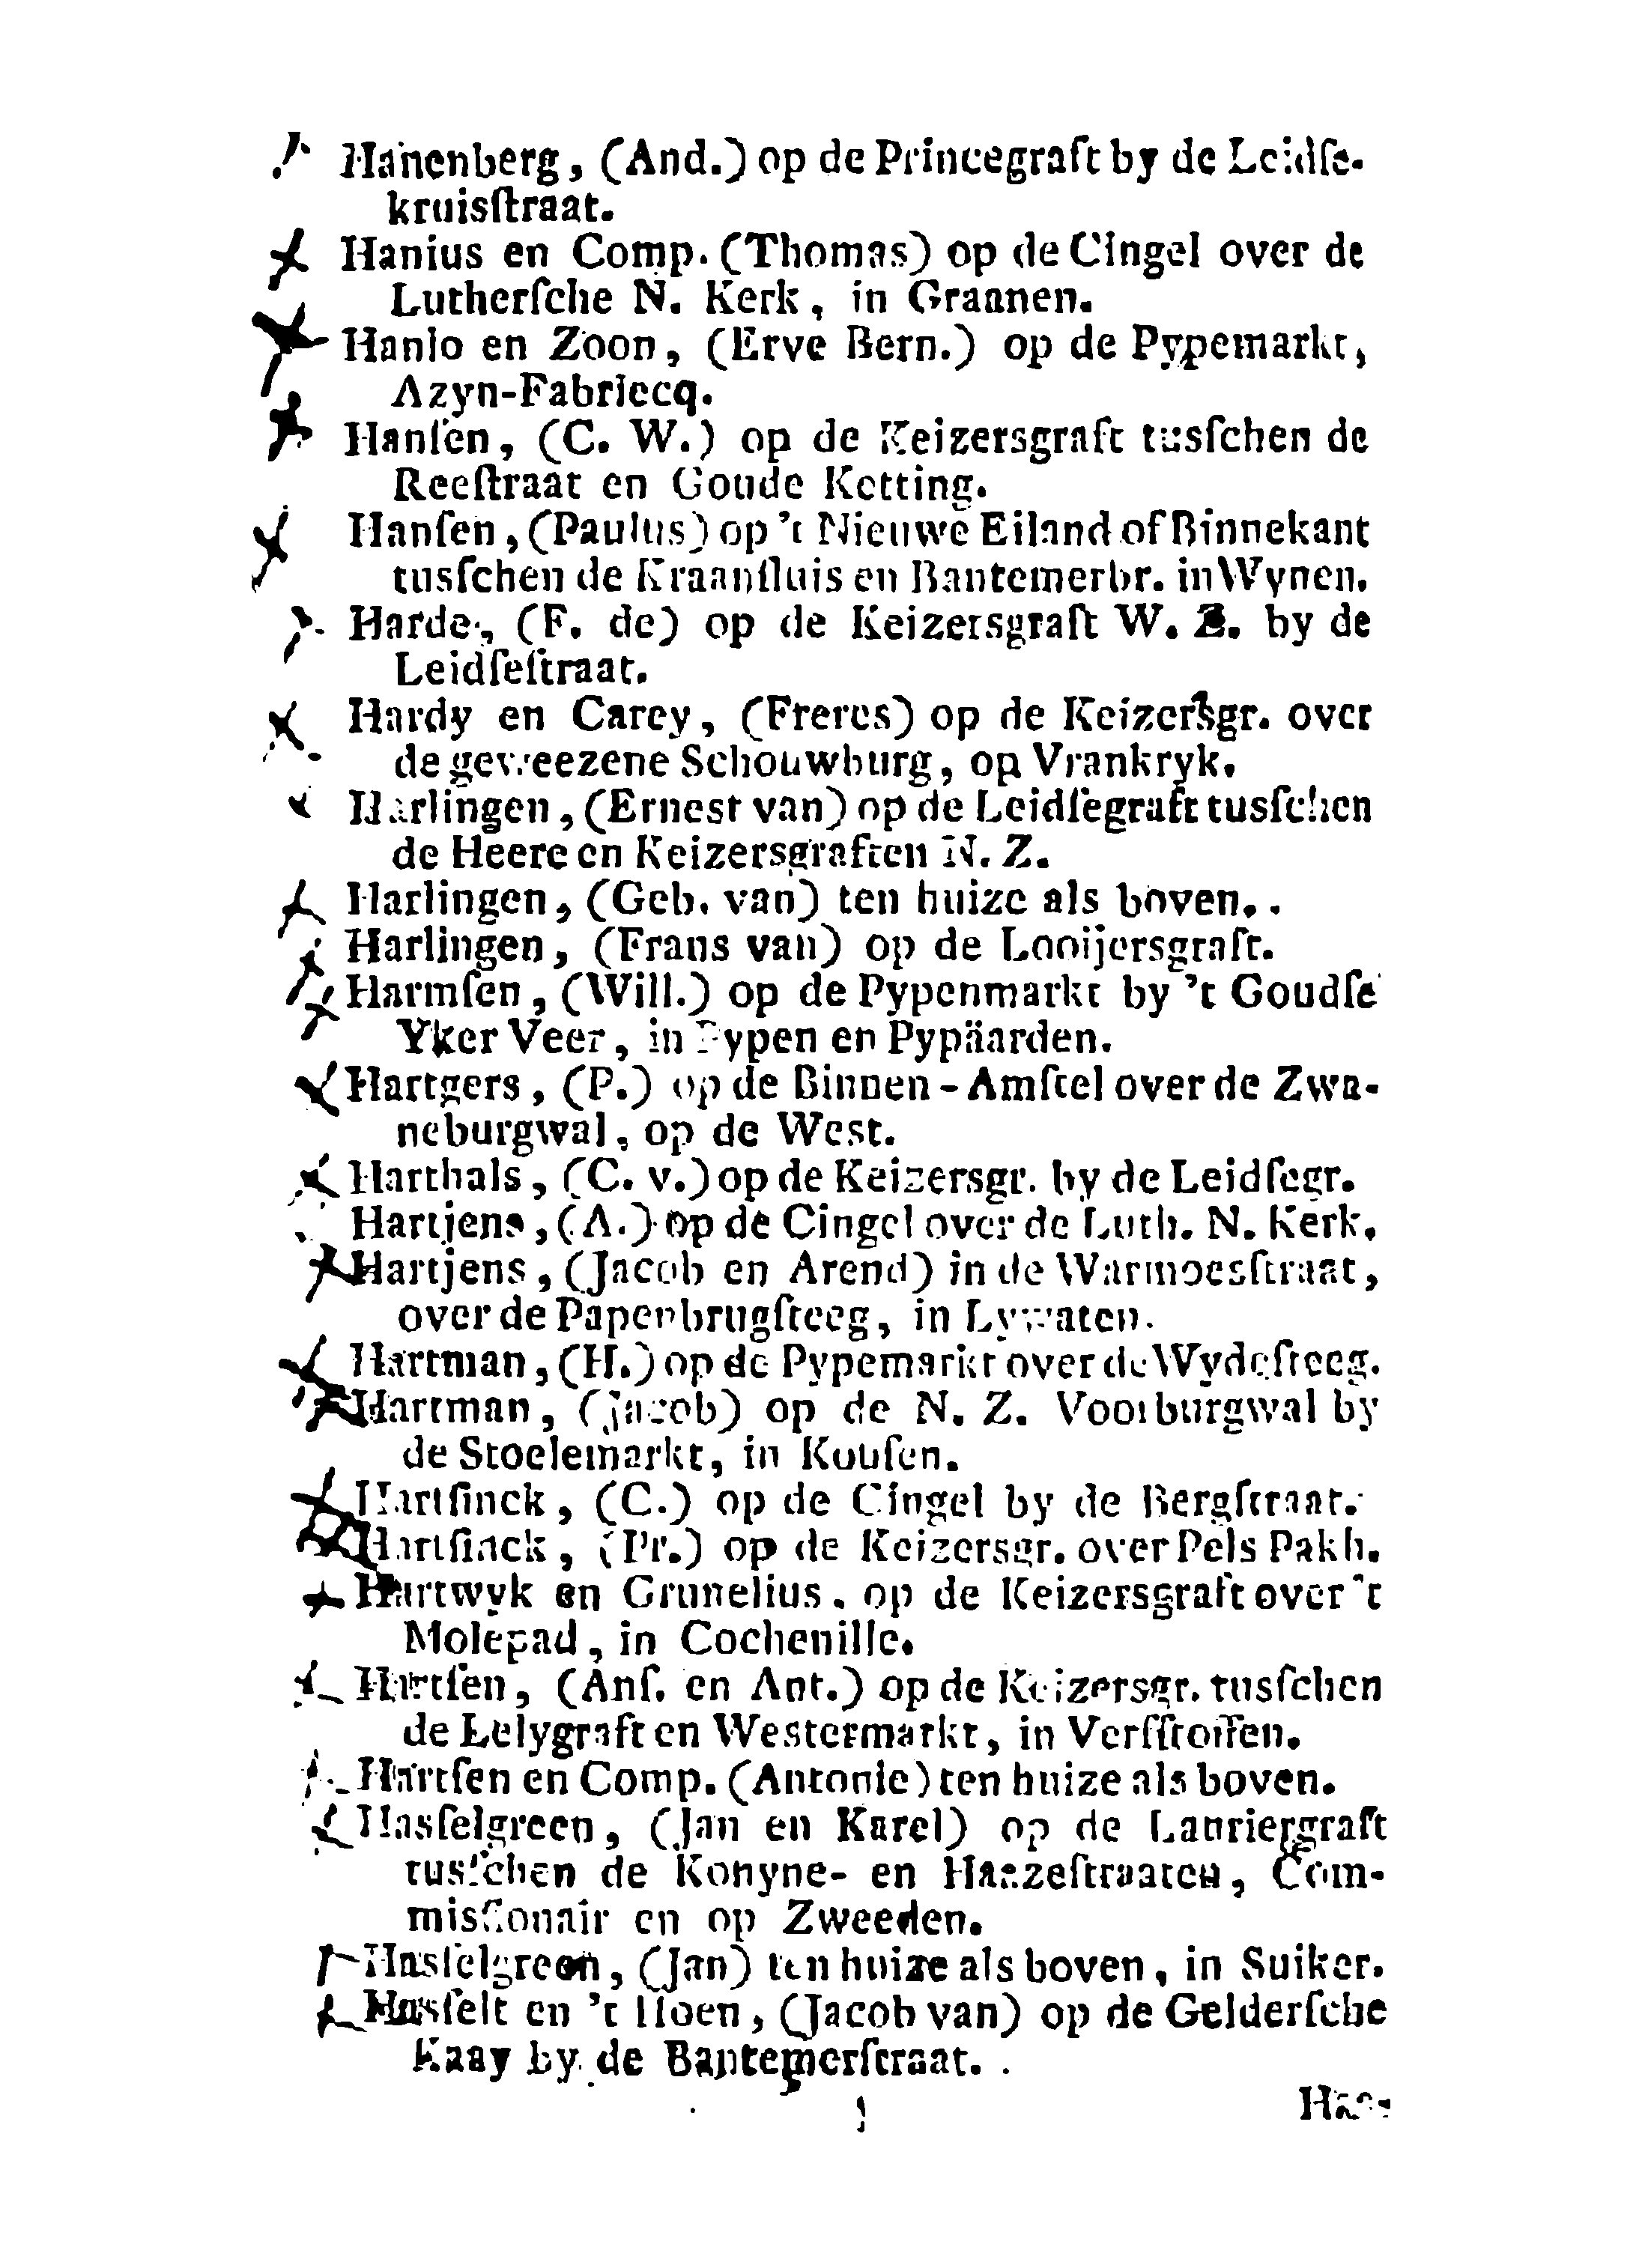 Hanenberg, (And.) op de Princegraft by de Leidſe-
kruisſtraat.
Hanius en Comp. (Thomas) op de Cingel over de
Lutherſche N. Kerk, in Graanen.
Hanlo en Zoon, (Erve Bern.) op de Pypemarkt,
Azyn-Fabriecq.
Hanſen, (C. W.) op de Keizersgraft tusſchen de
Reeſtraat en Goude Ketting.
Hanſen, (Paulus) op 't Nieuwe Eiland of Binnekant
tusſchen de Kraanſluis en Bantemerbr. in Wynen.
Harde, (F. de) op de Keizersgraft W. Z. by de
Leidſeſtraat.
Hardy en Carey, (Freres) op de Keizersgr. over
de geweezene Schouwburg, op Vrankryk.
Harlingen, (Ernest van) op de Leidſegraft tusſchen
de Heere en Keizersgraften N. Z.
Harlingen, (Geb. van) ten huize als boven.
Harlingen, (Frans van) op de Looijersgraft.
Harmſen, (Will.) op de Pypenmarkt by 't Goudſe
Yker Veer, in Pypen en Pypäarden.
Hartgers, (P.) op de Binnen-Amſtel over de Zwa-
neburgwal, op de West.
Harthals, (C. v.) op de Keizersgr. by de Leidſegr.
Hartjens, (A.) op de Cingel over de Luth. N. Kerk.
Hartjens, (Jacob en Arend) in de Warmoesſtraat,
over de Papenbrugſteeg, in Lywaten.
Hartman, (H.) op de Pypemarkt over de Wydeſteeg.
Hartman, (Jacob) op de N. Z. Voorburgwal by
de Stoelemarkt, in Kouſen.
Hartſinck, (C.) op de Cingel by de Bergſtraat.
Hartſinck, (Pr.) op de Keizersgr. over Pels Pakh.
Hartwyk en Grunelius, op de Keizersgraft over 't
Molepad, in Cochenille.
Hartſen, (Anſ. en Ant.) op de Keizersgr. tusſchen
de Lelygraft en Westermarkt, in Verfſtoffen.
Hartſen en Comp. (Antonie) ten huize als boven.
Hasſelgreen, (Jan en Karel) op de Lauriergraft
tusſchen de Konyne- en Haazeſtraaten, Com-
misſionair en op Zweeden.
Hasſelgreen, (Jan) ten huize als boven, in Suiker.
Hasſelt en 't Hoen, (Jacob van) op de Gelderſche
Kaay by de Bantemerſtraat.